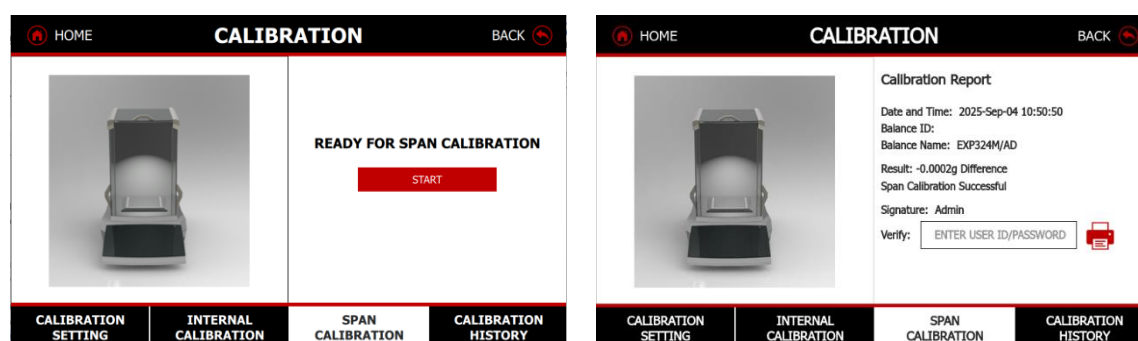 HOME CALIBRATION BACK
READY FOR SPAN CALIBRATION
START
CALIBRATION SETTING
INTERNAL CALIBRATION
SPAN CALIBRATION
CALIBRATION HISTORY
HOME CALIBRATION BACK
Calibration Report
Date and Time: 2025-Sep-04 10:50:50
Balance ID:
Balance Name: EXP324M/AD
Result: -0.0002g Difference
Span Calibration Successful
Signature: Admin
Verify: ENTER USER ID/PASSWORD
CALIBRATION SETTING
INTERNAL CALIBRATION
SPAN CALIBRATION
CALIBRATION HISTORY